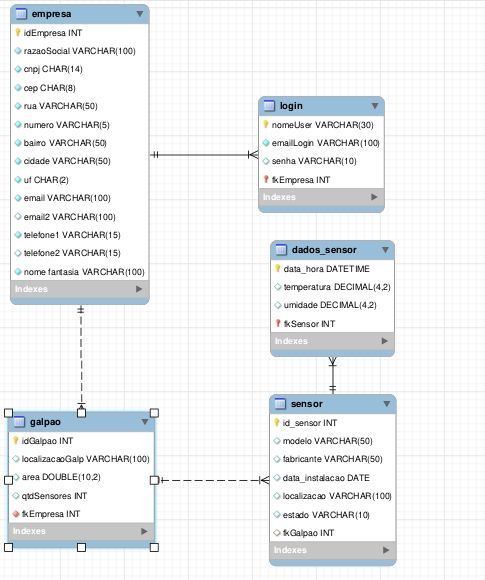 empresa
idEmpresa INT
razaoSocial VARCHAR(100)
cnpj CHAR(14)
cep CHAR(8)
rua VARCHAR(50)
numero VARCHAR(5)
bairro VARCHAR(50)
cidade VARCHAR(50)
uf CHAR(2)
email VARCHAR(100)
email2 VARCHAR(100)
telefone1 VARCHAR(15)
telefone2 VARCHAR(15)
nome fantasia VARCHAR(100)
Indexes
login
nomeUser VARCHAR(30)
emailLogin VARCHAR(100)
senha VARCHAR(10)
fkEmpresa INT
Indexes
dados_sensor
data_hora DATETIME
temperatura DECIMAL(4,2)
umidade DECIMAL(4,2)
fkSensor INT
Indexes
galpao
idGalpao INT
localizacaoGalp VARCHAR(100)
area DOUBLE(10,2)
qtdSensores INT
fkEmpresa INT
Indexes
sensor
id_sensor INT
modelo VARCHAR(50)
fabricante VARCHAR(50)
data_instalacao DATE
localizacao VARCHAR(100)
estado VARCHAR(10)
fkGalpao INT
Indexes